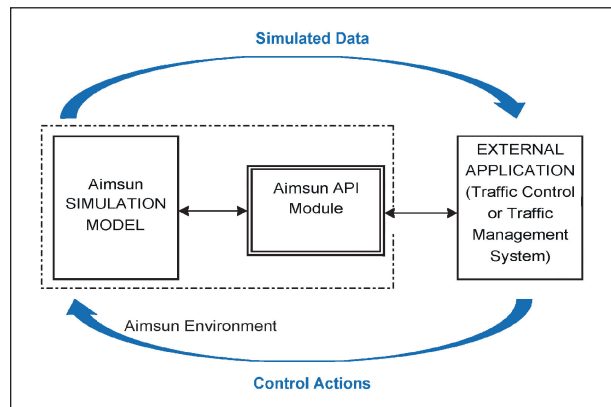 Simulated Data
Aimsun
SIMULATION
MODEL
Aimsun API
Module
EXTERNAL
APPLICATION
(Traffic Control
or Traffic
Management
System)
Aimsun Environment
Control Actions